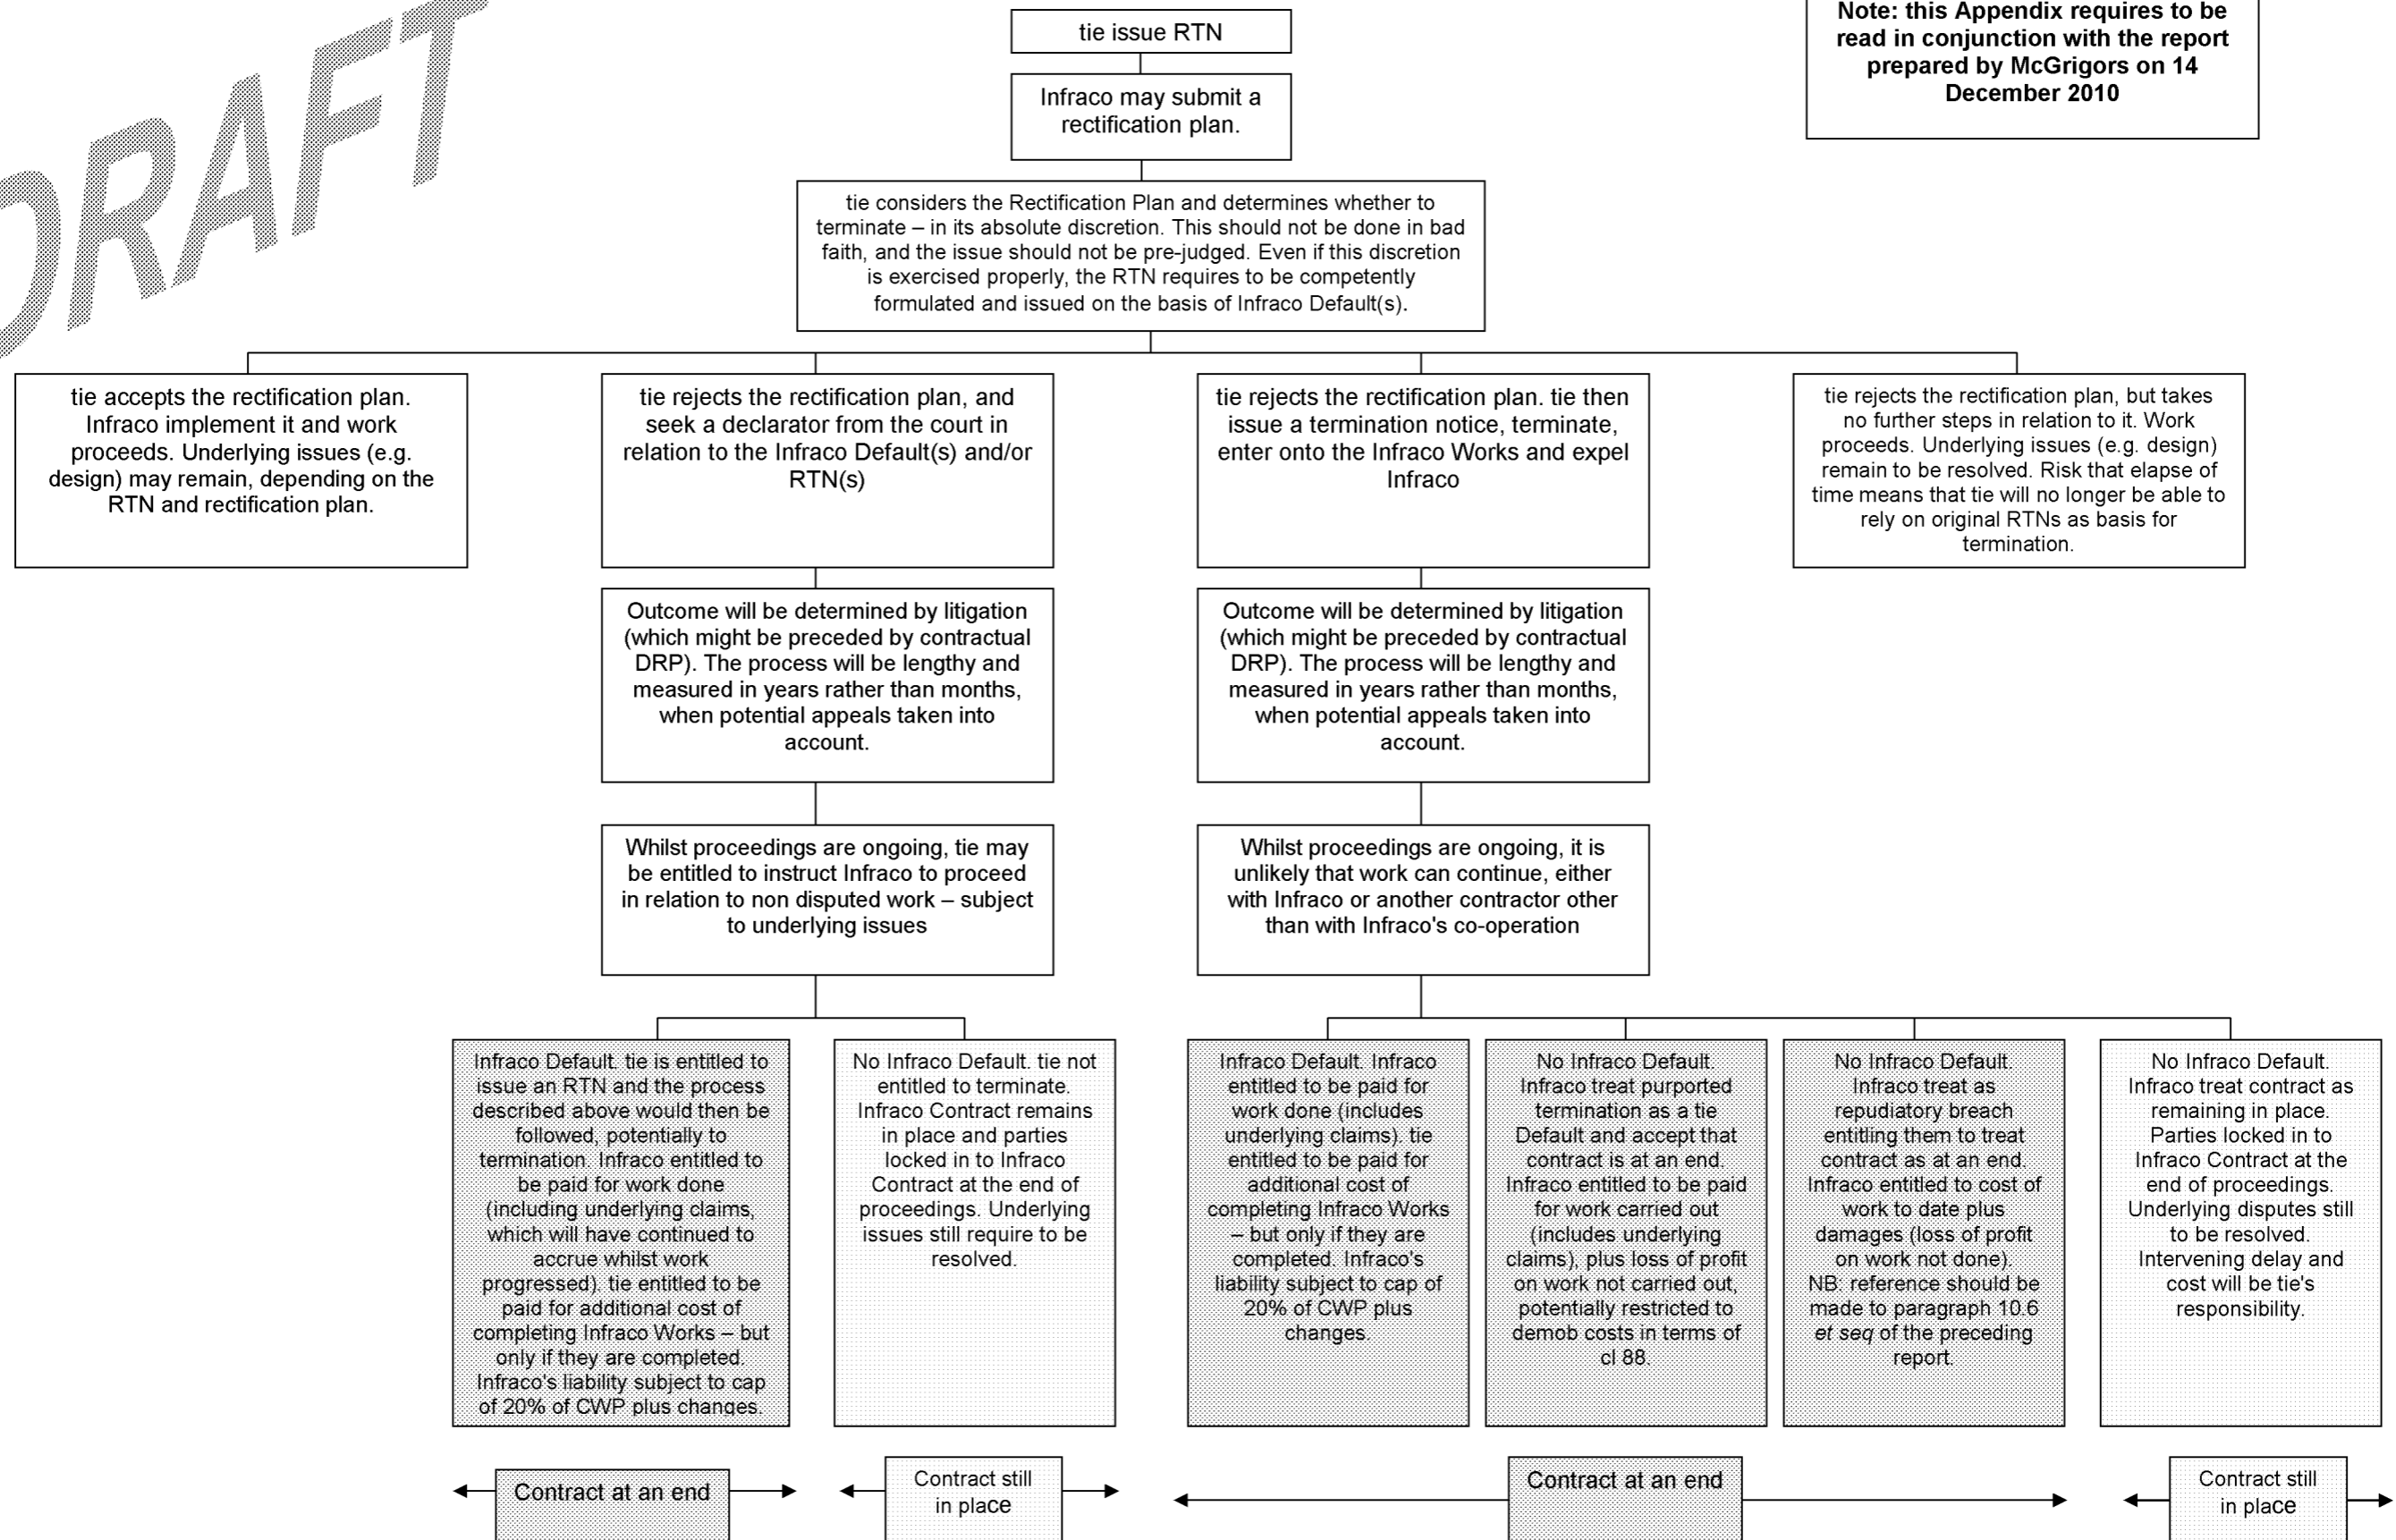 DRAFT
tie issue RTN
Note: this Appendix requires to be
read in conjunction with the report
prepared by McGrigors on 14
December 2010
Infraco may submit a
rectification plan.
tie considers the Rectification Plan and determines whether to
terminate – in its absolute discretion. This should not be done in bad
faith, and the issue should not be pre-judged. Even if this discretion
is exercised properly, the RTN requires to be competently
formulated and issued on the basis of Infraco Default(s).
tie accepts the rectification plan.
Infraco implement it and work
proceeds. Underlying issues (e.g.
design) may remain, depending on the
RTN and rectification plan.
tie rejects the rectification plan, and
seek a declarator from the court in
relation to the Infraco Default(s) and/or
RTN(s)
tie rejects the rectification plan. tie then
issue a termination notice, terminate,
enter onto the Infraco Works and expel
Infraco
tie rejects the rectification plan, but takes
no further steps in relation to it. Work
proceeds. Underlying issues (e.g. design)
remain to be resolved. Risk that elapse of
time means that tie will no longer be able to
rely on original RTNs as basis for
termination.
Outcome will be determined by litigation
(which might be preceded by contractual
DRP). The process will be lengthy and
measured in years rather than months,
when potential appeals taken into
account.
Outcome will be determined by litigation
(which might be preceded by contractual
DRP). The process will be lengthy and
measured in years rather than months,
when potential appeals taken into
account.
Whilst proceedings are ongoing, tie may
be entitled to instruct Infraco to proceed
in relation to non disputed work – subject
to underlying issues
Whilst proceedings are ongoing, it is
unlikely that work can continue, either
with Infraco or another contractor other
than with Infraco's co-operation
Infraco Default. tie is entitled to
issue an RTN and the process
described above would then be
followed, potentially to
termination. Infraco entitled to
be paid for work done
(including underlying claims,
which will have continued to
accrue whilst work
progressed). tie entitled to be
paid for additional cost of
completing Infraco Works – but
only if they are completed.
Infraco's liability subject to cap
of 20% of CWP plus changes.
No Infraco Default. tie not
entitled to terminate.
Infraco Contract remains
in place and parties
locked in to Infraco
Contract at the end of
proceedings. Underlying
issues still require to be
resolved.
Infraco Default. Infraco
entitled to be paid for
work done (includes
underlying claims). tie
entitled to be paid for
additional cost of
completing Infraco Works
– but only if they are
completed. Infraco's
liability subject to cap of
20% of CWP plus
changes.
No Infraco Default.
Infraco treat purported
termination as a tie
Default and accept that
contract is at an end.
Infraco entitled to be paid
for work carried out
(includes underlying
claims), plus loss of profit
on work not carried out,
potentially restricted to
demob costs in terms of
cl 88.
No Infraco Default.
Infraco treat as
repudiatory breach
entitling them to treat
contract as at an end.
Infraco entitled to cost of
work to date plus
damages (loss of profit
on work not done).
NB: reference should be
made to paragraph 10.6
et seq of the preceding
report.
No Infraco Default.
Infraco treat contract as
remaining in place.
Parties locked in to
Infraco Contract at the
end of proceedings.
Underlying disputes still
to be resolved.
Intervening delay and
cost will be tie's
responsibility.
Contract at an end
Contract still
in place
Contract at an end
Contract still
in place